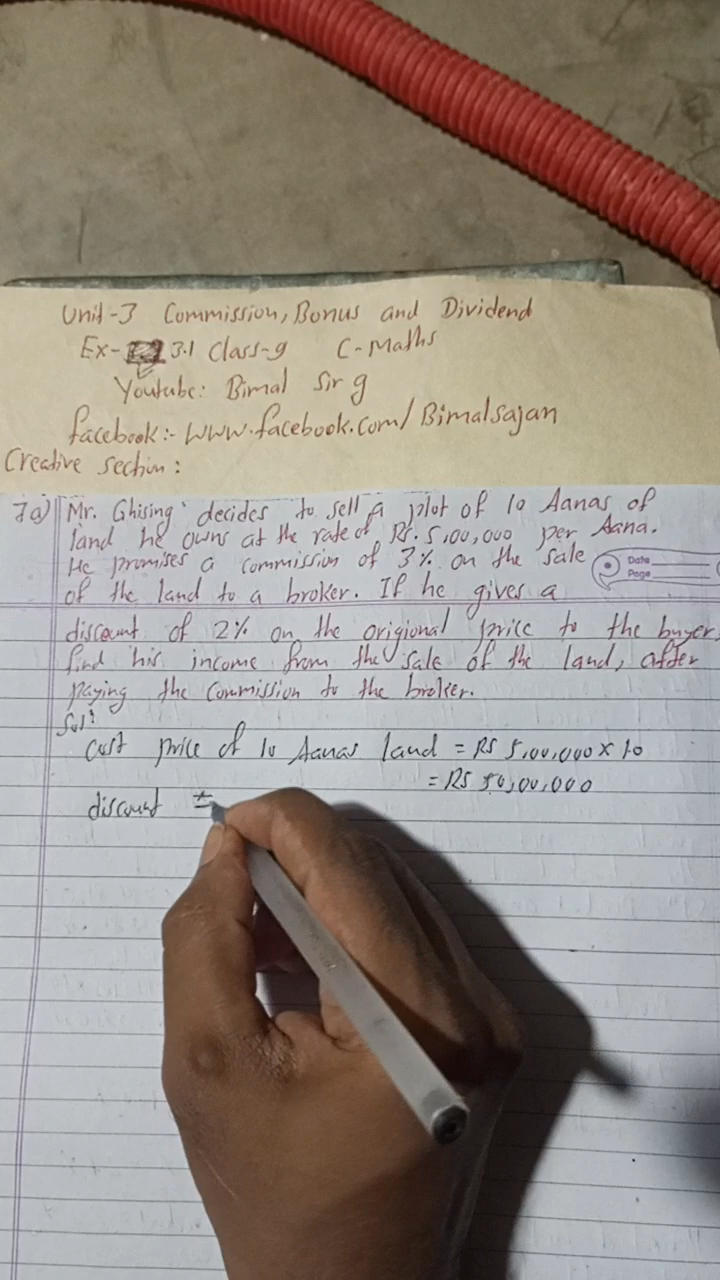 Unit-3 Commission, Bonus and Dividend
Ex- 3.1 Class-9 C-Maths
Youtube: Bimal Sir g
facebook:- www.facebook.com/Bimalsajan
Creative section:
7a) Mr. Ghising decides to sell a plot of 10 Aanas of
land he owns at the rate of Rs. 5,00,000 per Aana.
He promises a commission of 3% on the sale
Date
Page
of the land to a broker. If he gives a
discount of 2% on the origional price to the buyer,
find his income from the sale of the land, after
paying the commission to the broker.
Sol?
Cost price of 10 Aanas land = RS 5,00,000 x 10
= RS 50,00,000
discount =